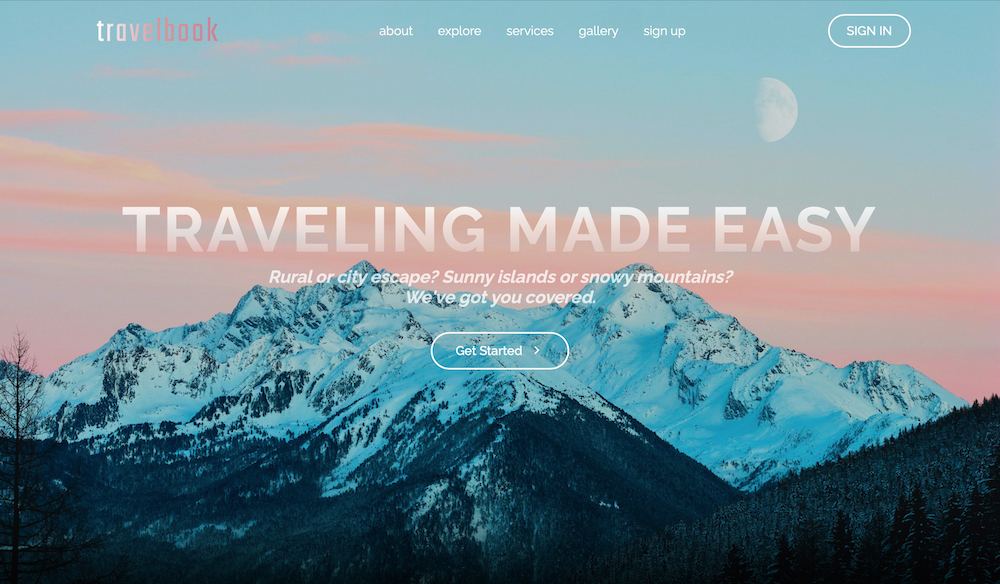 travelbook
about explore services gallery sign up
SIGN IN
TRAVELING MADE EASY
Rural or city escape? Sunny islands or snowy mountains?
We've got you covered.
Get Started >